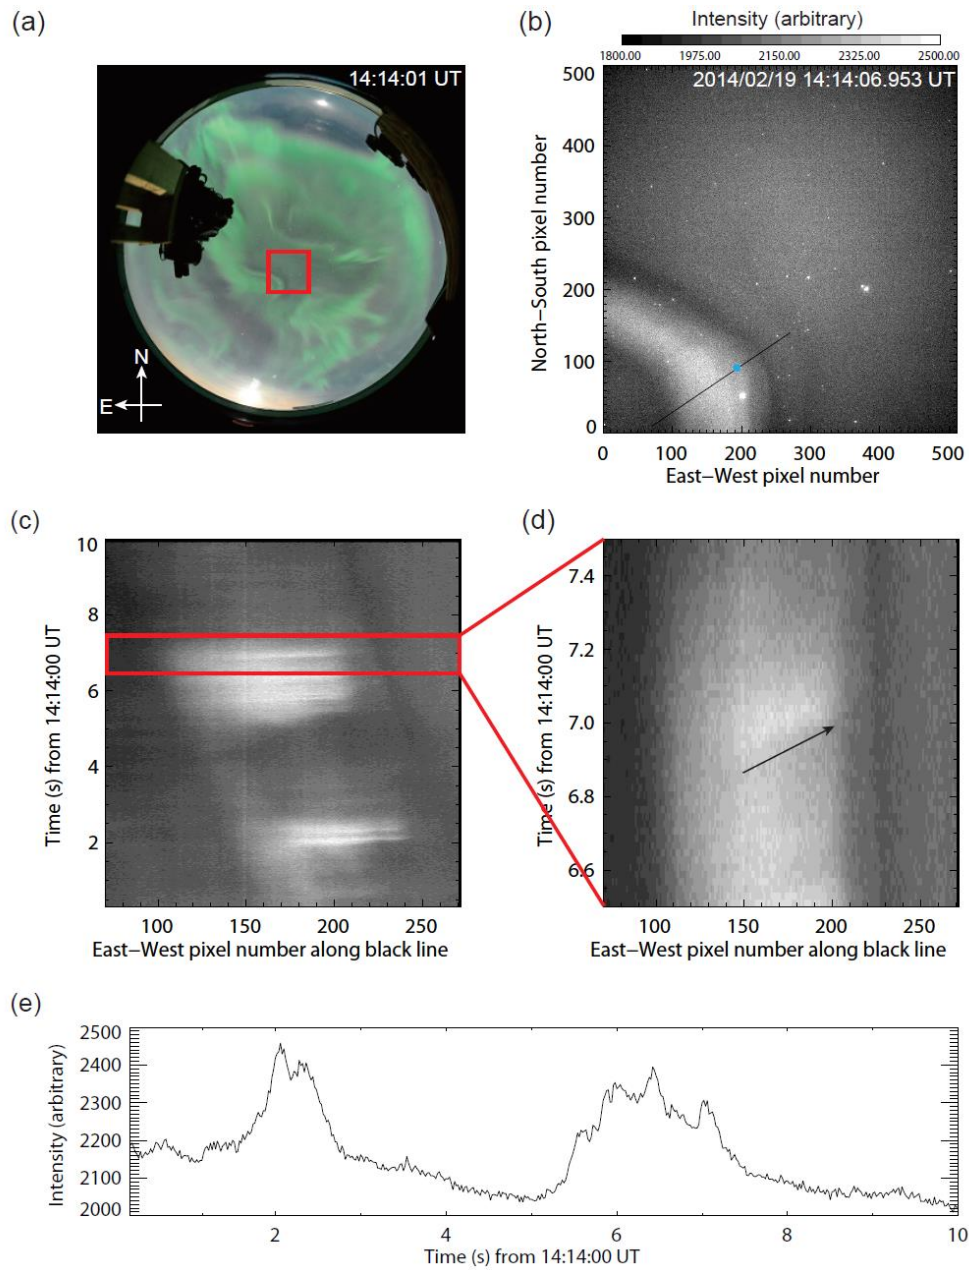 (a)
14:14:01 UT
N
E
(b)
Intensity (arbitrary)
1800.00 1975.00 2150.00 2325.00 2500.00
2014/02/19 14:14:06.953 UT
500
400
300
200
100
0
North−South pixel number
0 100 200 300 400 500
East−West pixel number
(c)
10
8
6
4
2
Time (s) from 14:14:00 UT
100 150 200 250
East−West pixel number along black line
(d)
7.4
7.2
7.0
6.8
6.6
Time (s) from 14:14:00 UT
100 150 200 250
East−West pixel number along black line
(e)
2500
2400
2300
2200
2100
2000
Intensity (arbitrary)
2 4 6 8 10
Time (s) from 14:14:00 UT